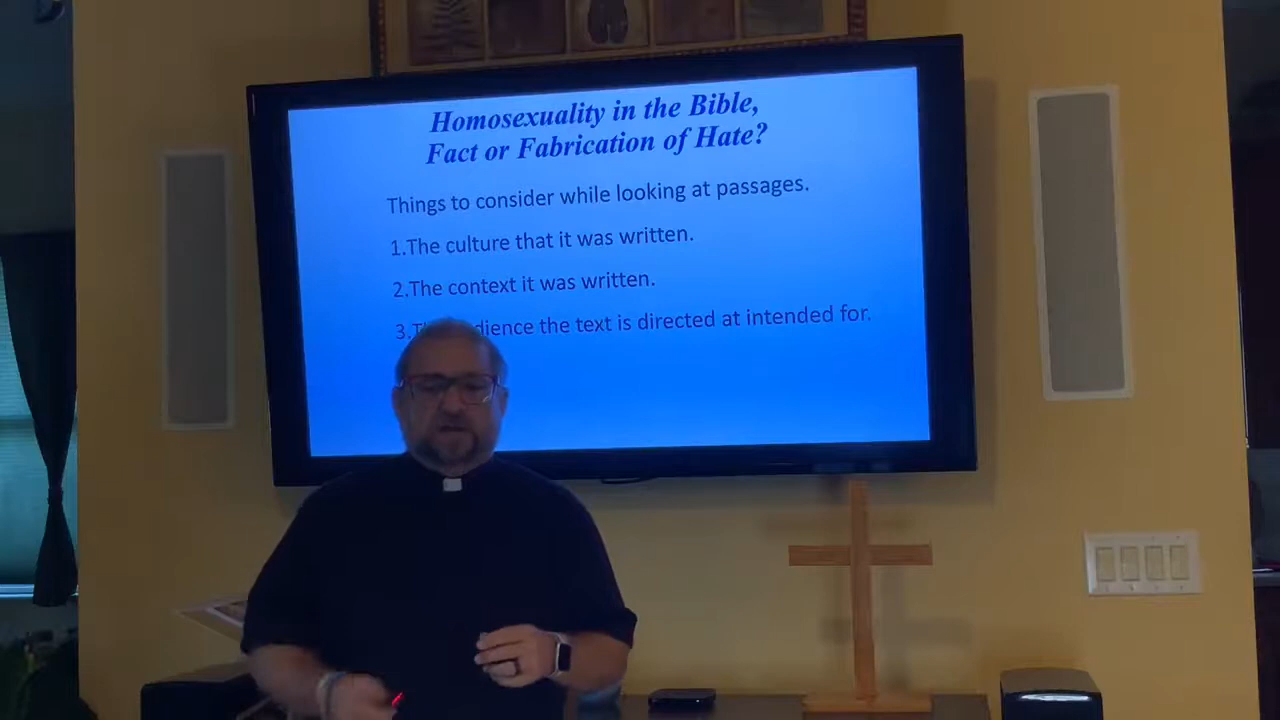 Homosexuality in the Bible,
Fact or Fabrication of Hate?
Things to consider while looking at passages.
1.The culture that it was written.
2.The context it was written.
3. the text is directed at intended for.